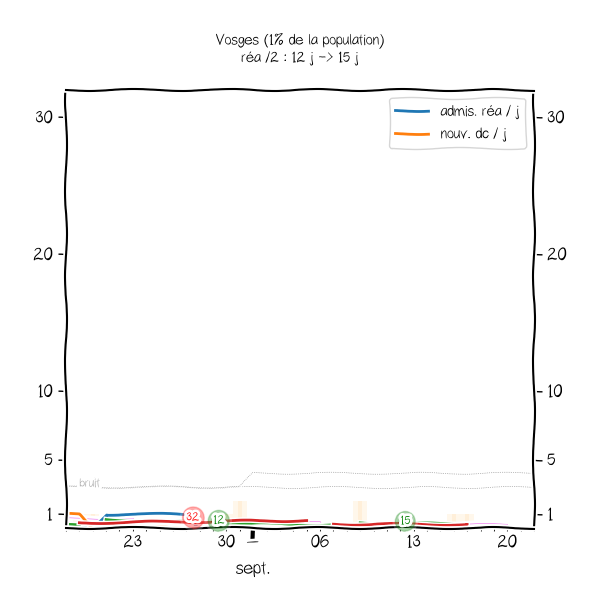 Vosges (1% de la population)
réa /2 : 12 j -> 15 j
admis. réa / j
nouv. dc / j
30 30
20 20
10 10
5 5
bruit
1 32 12 15 1
23 30 1 06 13 20
sept.